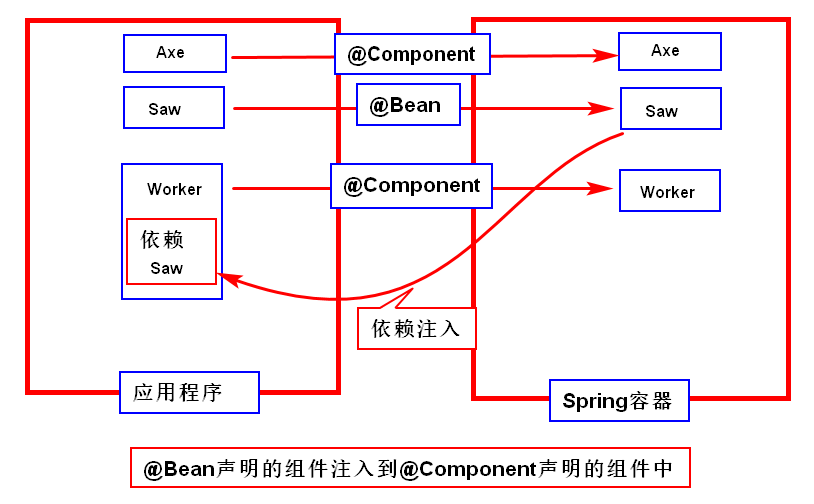 Axe
@Component
Axe
Saw
@Bean
Saw
Worker
@Component
Worker
依赖
Saw
依赖注入
应用程序
Spring容器
@Bean声明的组件注入到@Component声明的组件中